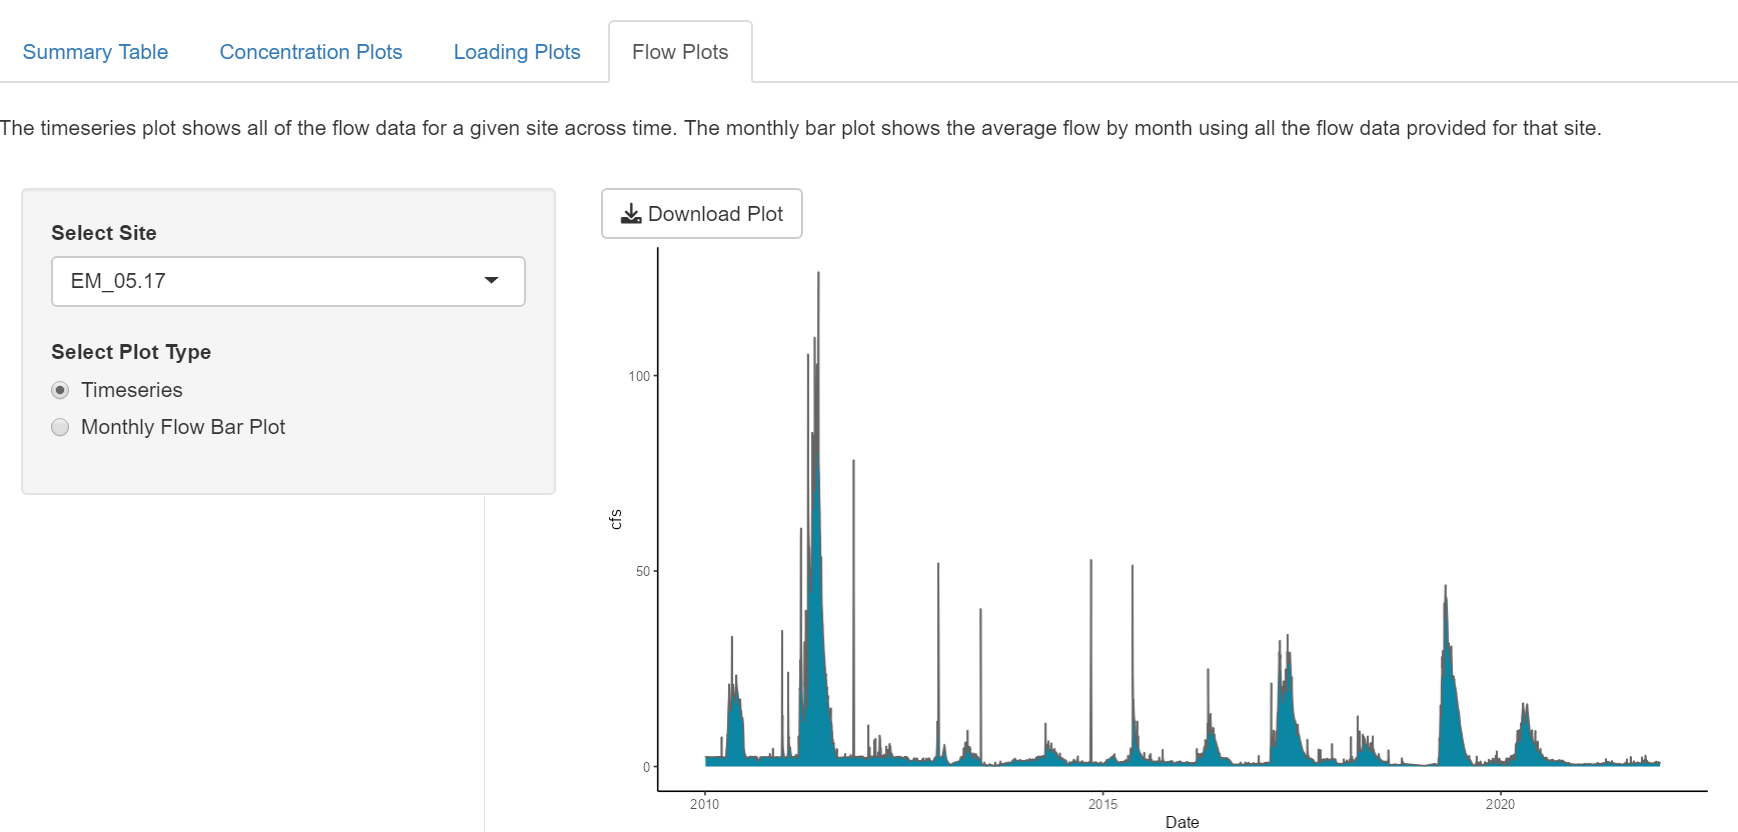 Summary Table Concentration Plots Loading Plots Flow Plots
The timeseries plot shows all of the flow data for a given site across time. The monthly bar plot shows the average flow by month using all the flow data provided for that site.
Select Site
EM_05.17
Select Plot Type
Timeseries
Monthly Flow Bar Plot
Download Plot
100
cfs
50
0
2010 2015 2020
Date